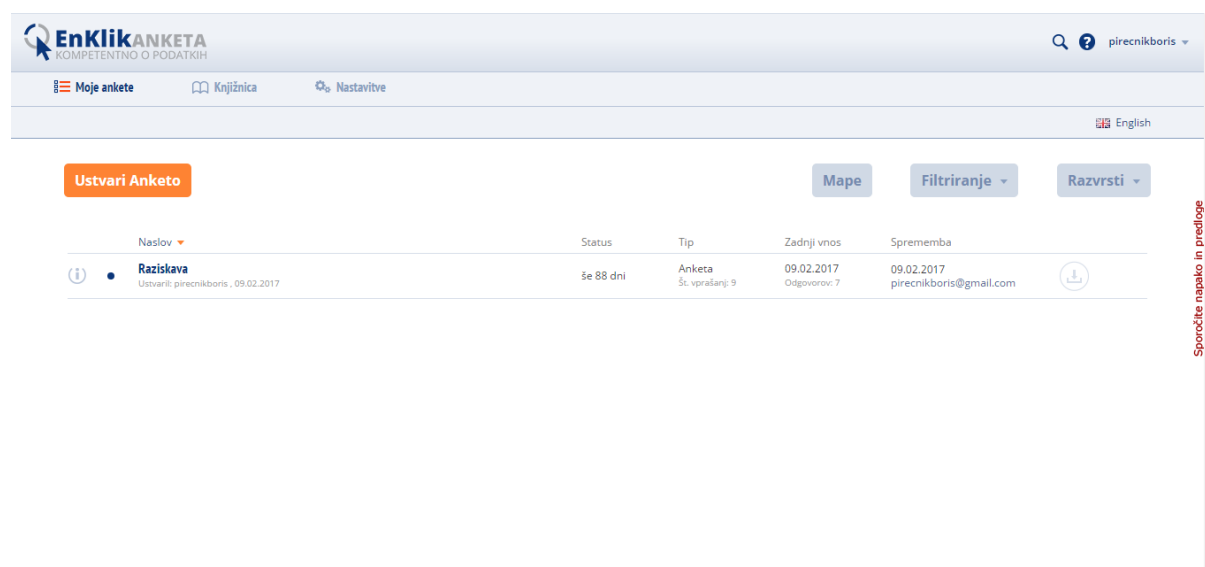 EnKlikANKETA
KOMPETENTNO O PODATKIH
pirecnikboris
Moje ankete
Knjižnica
Nastavitve
English
Ustvari Anketo
Mape
Filtriranje
Razvrsti
Naslov
Status
Tip
Zadnji vnos
Sprememba
Raziskava
Ustvaril: pirecnikboris , 09.02.2017
še 88 dni
Anketa
Št. vprašanj: 9
09.02.2017
Odgovorov: 7
09.02.2017
pirecnikboris@gmail.com
Sporočite napako in predloge